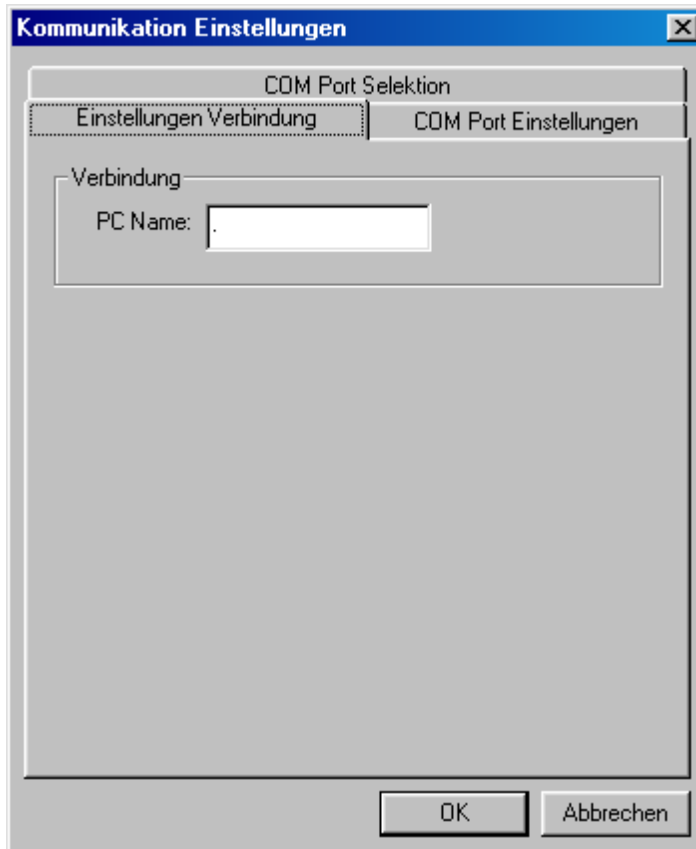 Kommunikation Einstellungen
COM Port Selektion
Einstellungen Verbindung COM Port Einstellungen
Verbindung
PC Name: .
OK Abbrechen